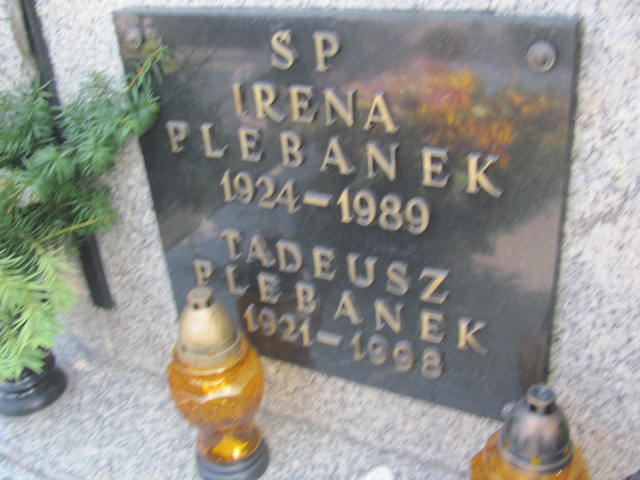 SP
IRENA
PLEBANEK
1924-1989
TADEUSZ
PLEBANEK
1921-1998